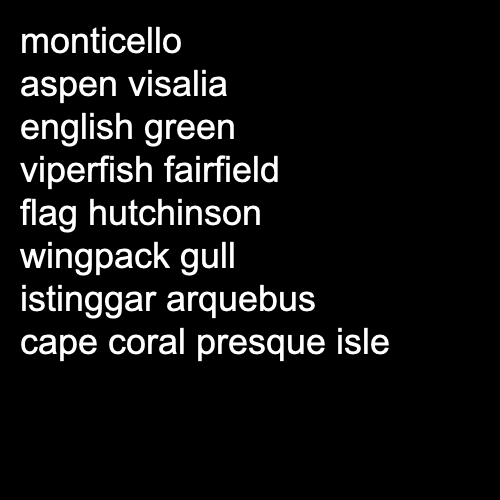 monticello
aspen visalia
english green
viperfish fairfield
flag hutchinson
wingpack gull
istinggar arquebus
cape coral presque isle